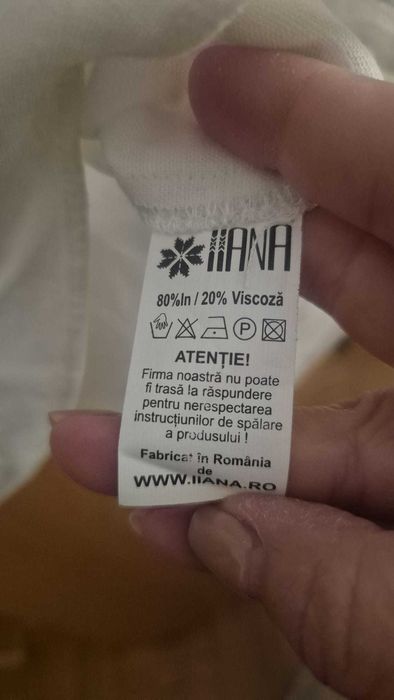 IIANA
80%In / 20% Viscoză
P
ATENȚIE!
Firma noastră nu poate
fi trasă la răspundere
pentru nerespectarea
instrucțiunilor de spălare
a produsului !
Fabricat în România
de
WWW.IIANA.RO